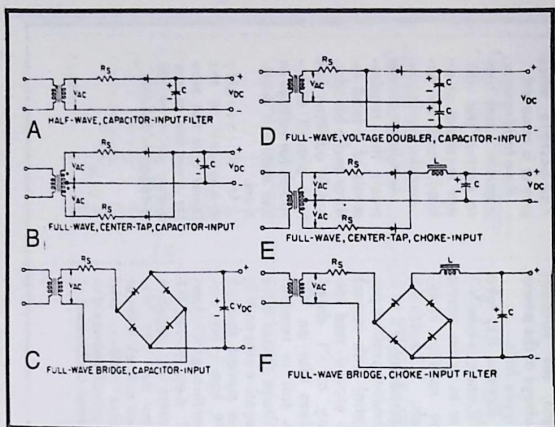 RS
VAC
+
C
VDC
+
−
A
HALF-WAVE, CAPACITOR-INPUT FILTER
RS
VAC
VAC
+
−
C
+
VDC
−
RS
B
FULL-WAVE, CENTER-TAP, CAPACITOR-INPUT
RS
VAC
+
−
C VDC
+
−
C
FULL-WAVE BRIDGE, CAPACITOR-INPUT
RS
VAC
+
−
C
+
−
C
+
VDC
−
D
FULL-WAVE, VOLTAGE DOUBLER, CAPACITOR-INPUT
RS
L
VAC
VAC
+
−
C
+
VDC
−
RS
E
FULL-WAVE, CENTER-TAP, CHOKE-INPUT
RS
L
VAC
+
−
C
+
−
F
FULL-WAVE BRIDGE, CHOKE-INPUT FILTER